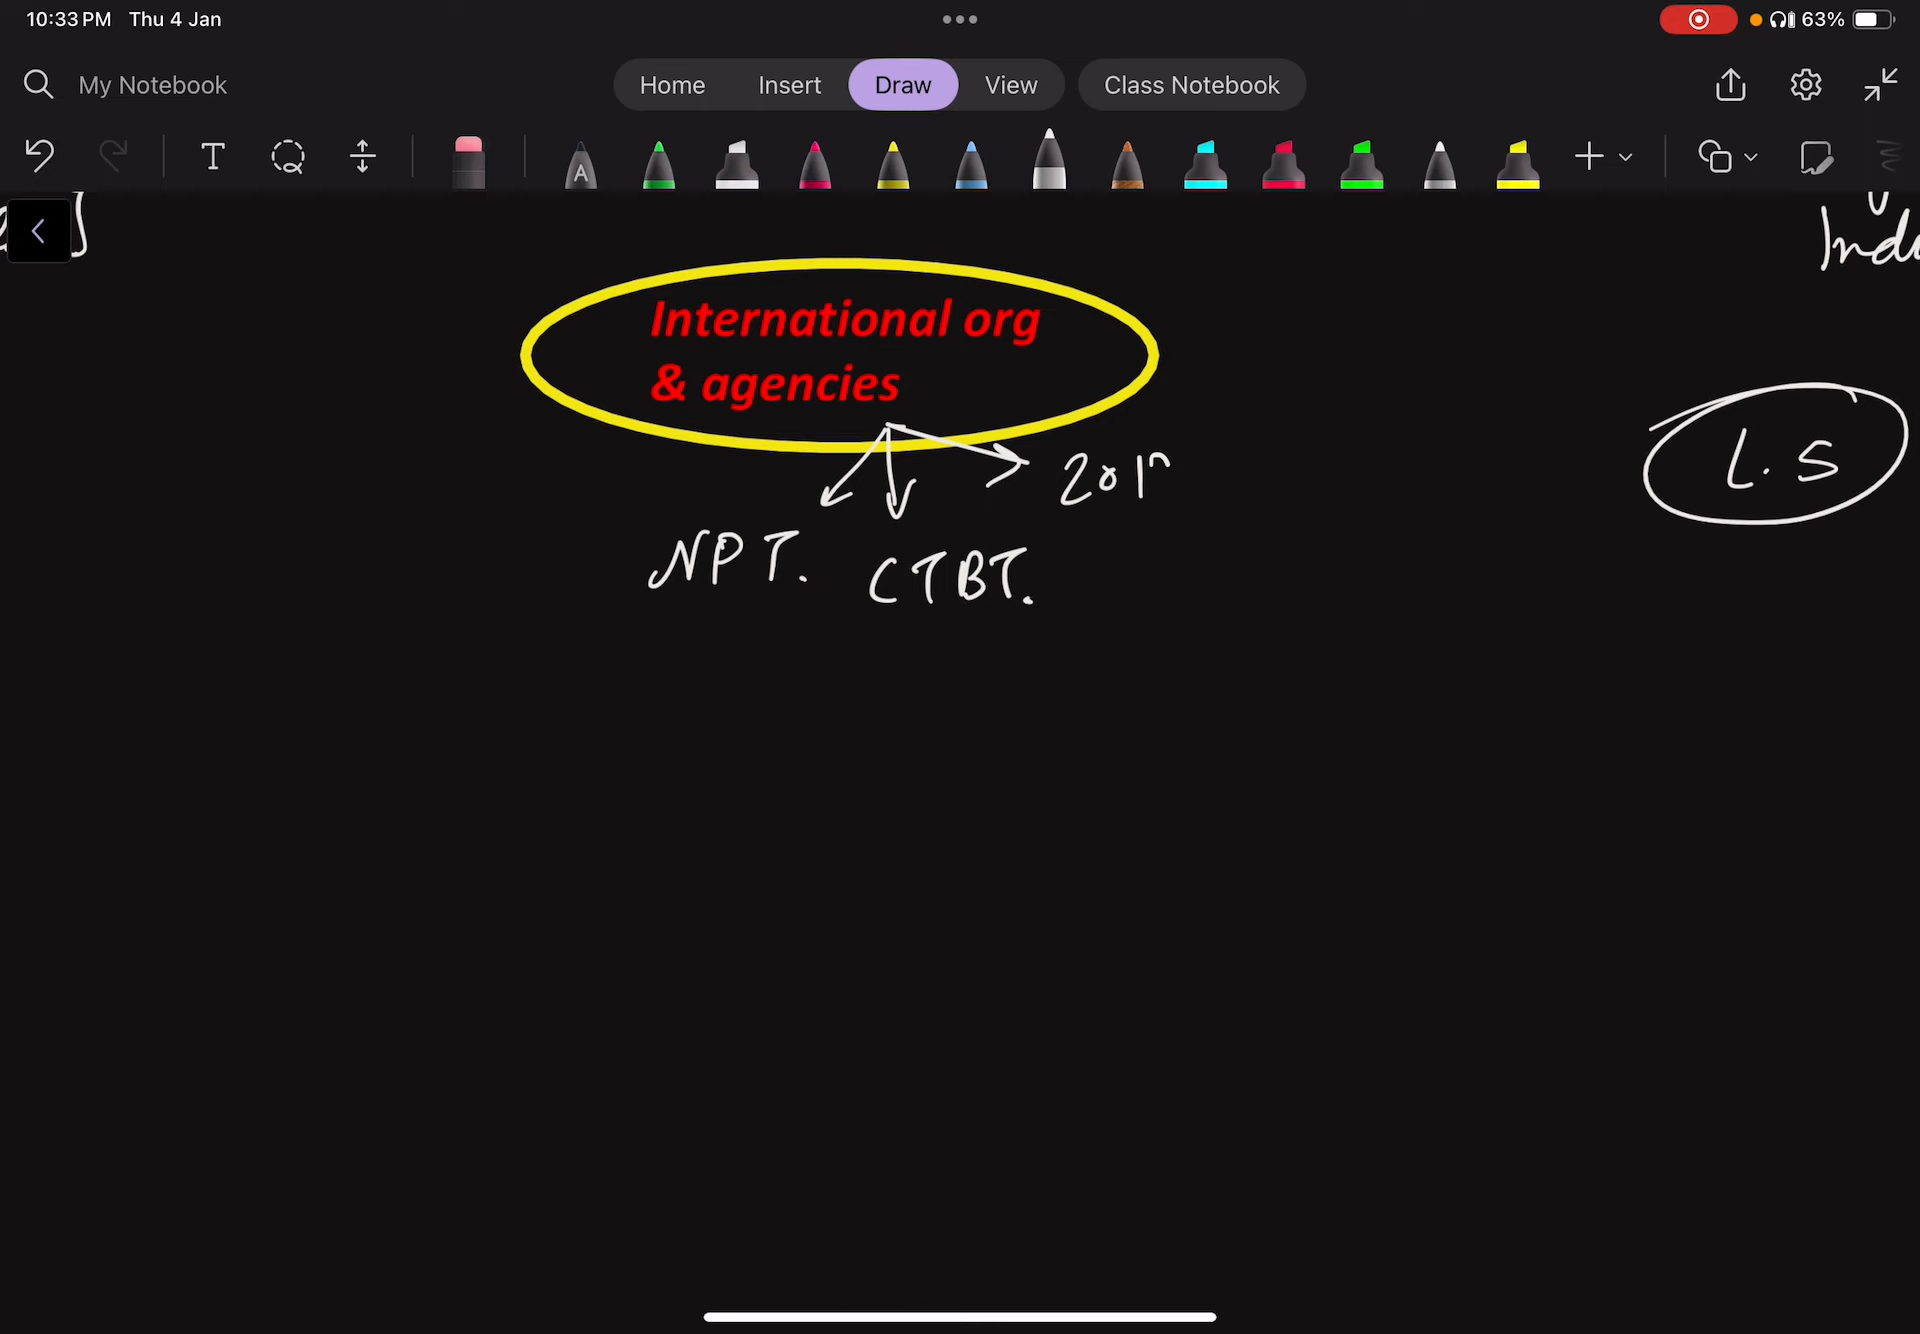 10:33 PM Thu 4 Jan
63%
My Notebook
Home Insert Draw View Class Notebook
T
A
International org
& agencies
L. S
NPT. CTBT.